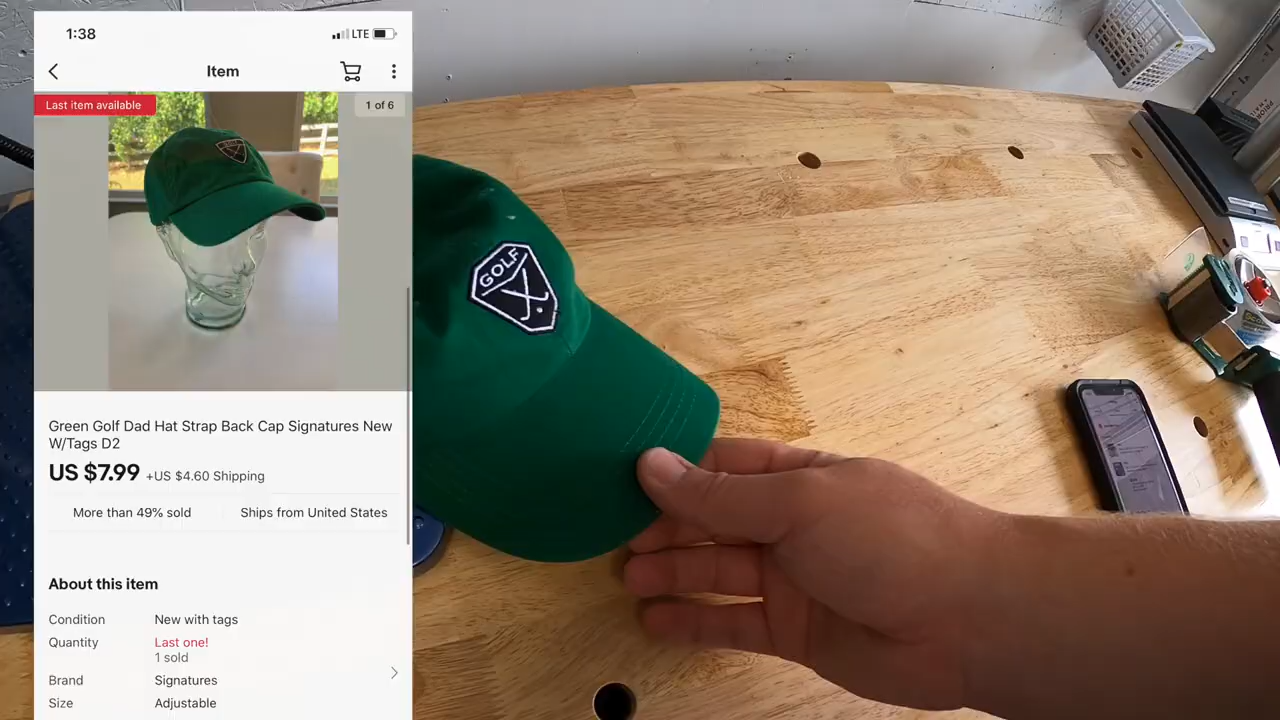 1:38
LTE
Item
Last item available
1 of 6
Green Golf Dad Hat Strap Back Cap Signatures New
W/Tags D2
US $7.99 +US $4.60 Shipping
More than 49% sold
Ships from United States
About this item
Condition New with tags
Quantity Last one!
1 sold
Brand Signatures
Size Adjustable
GOLF